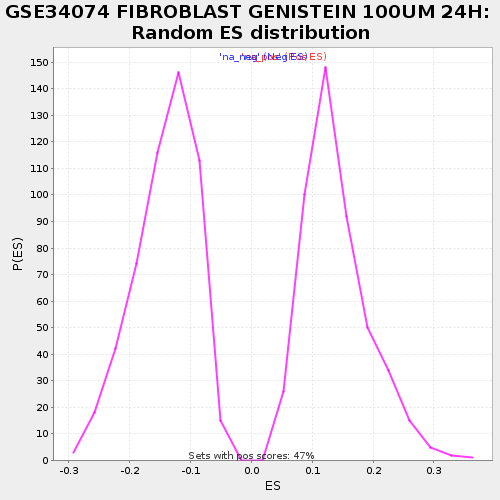 GSE34074 FIBROBLAST GENISTEIN 100UM 24H:
Random ES distribution
(Pos ES)
150
140
130
120
110
100
90
80
70
60
50
40
30
20
10
0
P(ES)
Sets with pos scores: 47%
-0.3 -0.2 -0.1 0.0 0.1 0.2 0.3
ES